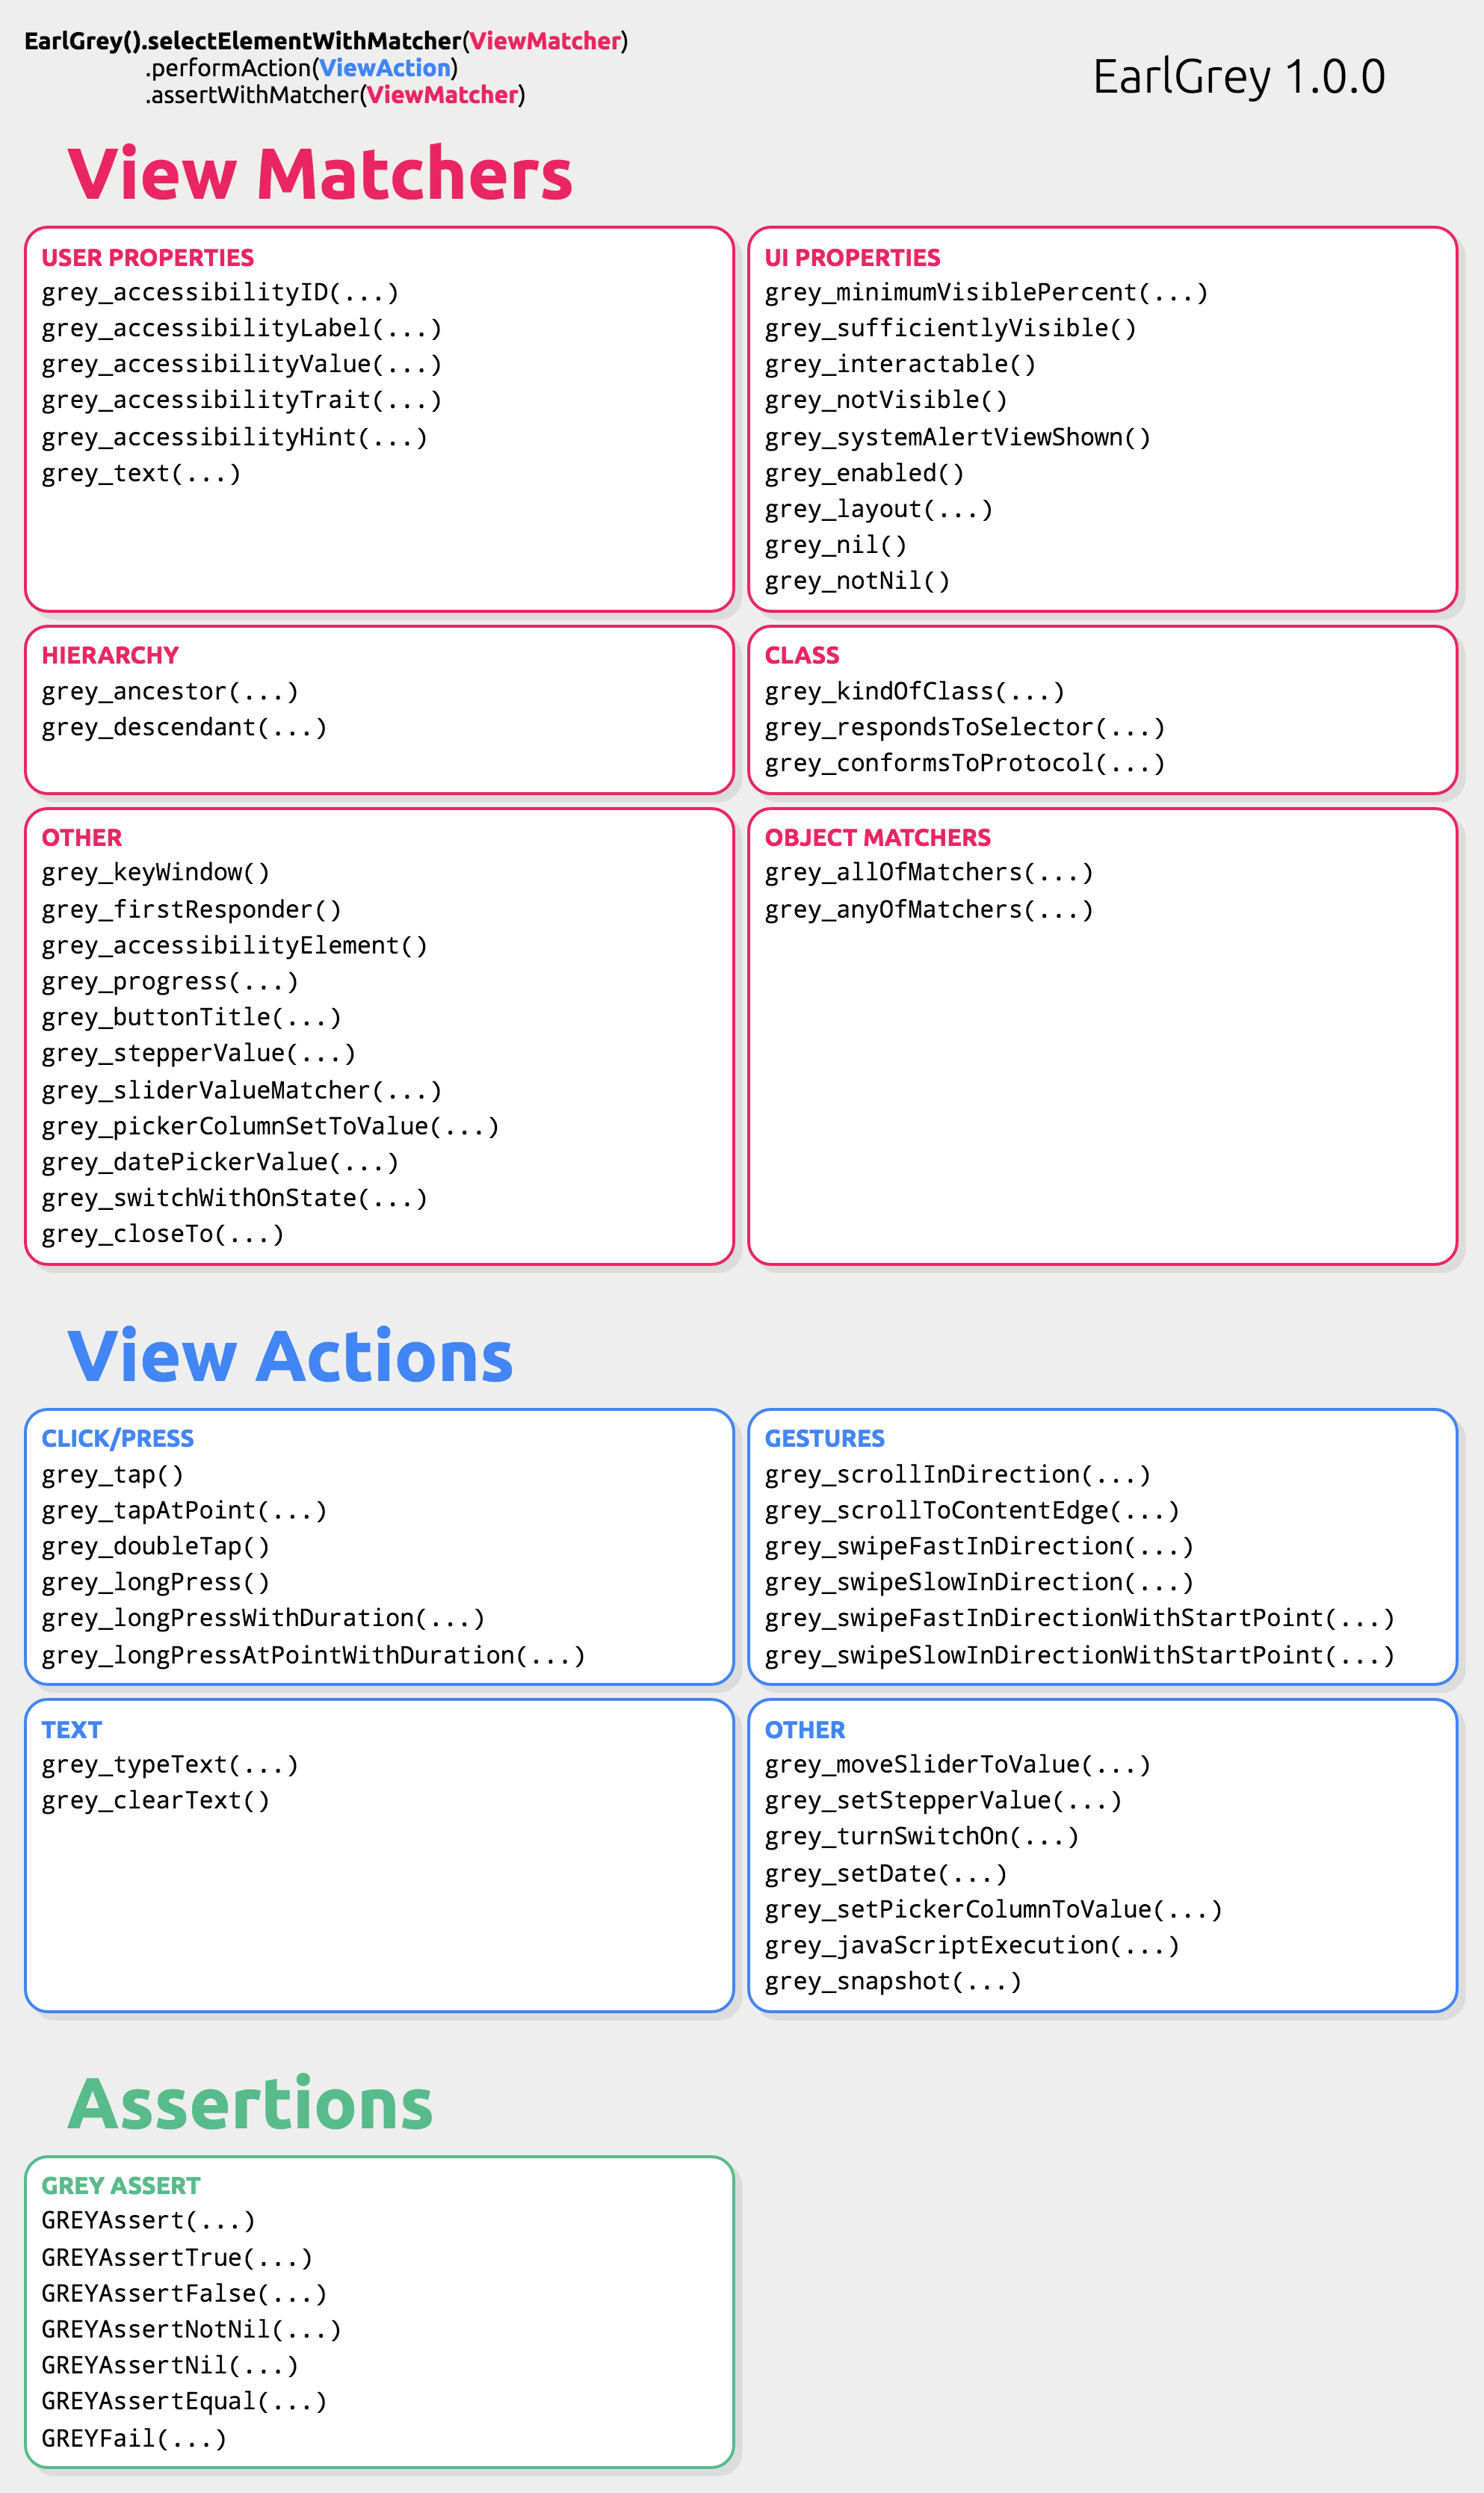 EarlGrey().selectElementWithMatcher(ViewMatcher)
.performAction(ViewAction)
.assertWithMatcher(ViewMatcher)
EarlGrey 1.0.0
View Matchers
USER PROPERTIES
grey_accessibilityID(...)
grey_accessibilityLabel(...)
grey_accessibilityValue(...)
grey_accessibilityTrait(...)
grey_accessibilityHint(...)
grey_text(...)
UI PROPERTIES
grey_minimumVisiblePercent(...)
grey_sufficientlyVisible()
grey_interactable()
grey_notVisible()
grey_systemAlertViewShown()
grey_enabled()
grey_layout(...)
grey_nil()
grey_notNil()
HIERARCHY
grey_ancestor(...)
grey_descendant(...)
CLASS
grey_kindOfClass(...)
grey_respondsToSelector(...)
grey_conformsToProtocol(...)
OTHER
grey_keyWindow()
grey_firstResponder()
grey_accessibilityElement()
grey_progress(...)
grey_buttonTitle(...)
grey_stepperValue(...)
grey_sliderValueMatcher(...)
grey_pickerColumnSetToValue(...)
grey_datePickerValue(...)
grey_switchWithOnState(...)
grey_closeTo(...)
OBJECT MATCHERS
grey_allOfMatchers(...)
grey_anyOfMatchers(...)
View Actions
CLICK/PRESS
grey_tap()
grey_tapAtPoint(...)
grey_doubleTap()
grey_longPress()
grey_longPressWithDuration(...)
grey_longPressAtPointWithDuration(...)
GESTURES
grey_scrollInDirection(...)
grey_scrollToContentEdge(...)
grey_swipeFastInDirection(...)
grey_swipeSlowInDirection(...)
grey_swipeFastInDirectionWithStartPoint(...)
grey_swipeSlowInDirectionWithStartPoint(...)
TEXT
grey_typeText(...)
grey_clearText()
OTHER
grey_moveSliderToValue(...)
grey_setStepperValue(...)
grey_turnSwitchOn(...)
grey_setDate(...)
grey_setPickerColumnToValue(...)
grey_javaScriptExecution(...)
grey_snapshot(...)
Assertions
GREY ASSERT
GREYAssert(...)
GREYAssertTrue(...)
GREYAssertFalse(...)
GREYAssertNotNil(...)
GREYAssertNil(...)
GREYAssertEqual(...)
GREYFail(...)